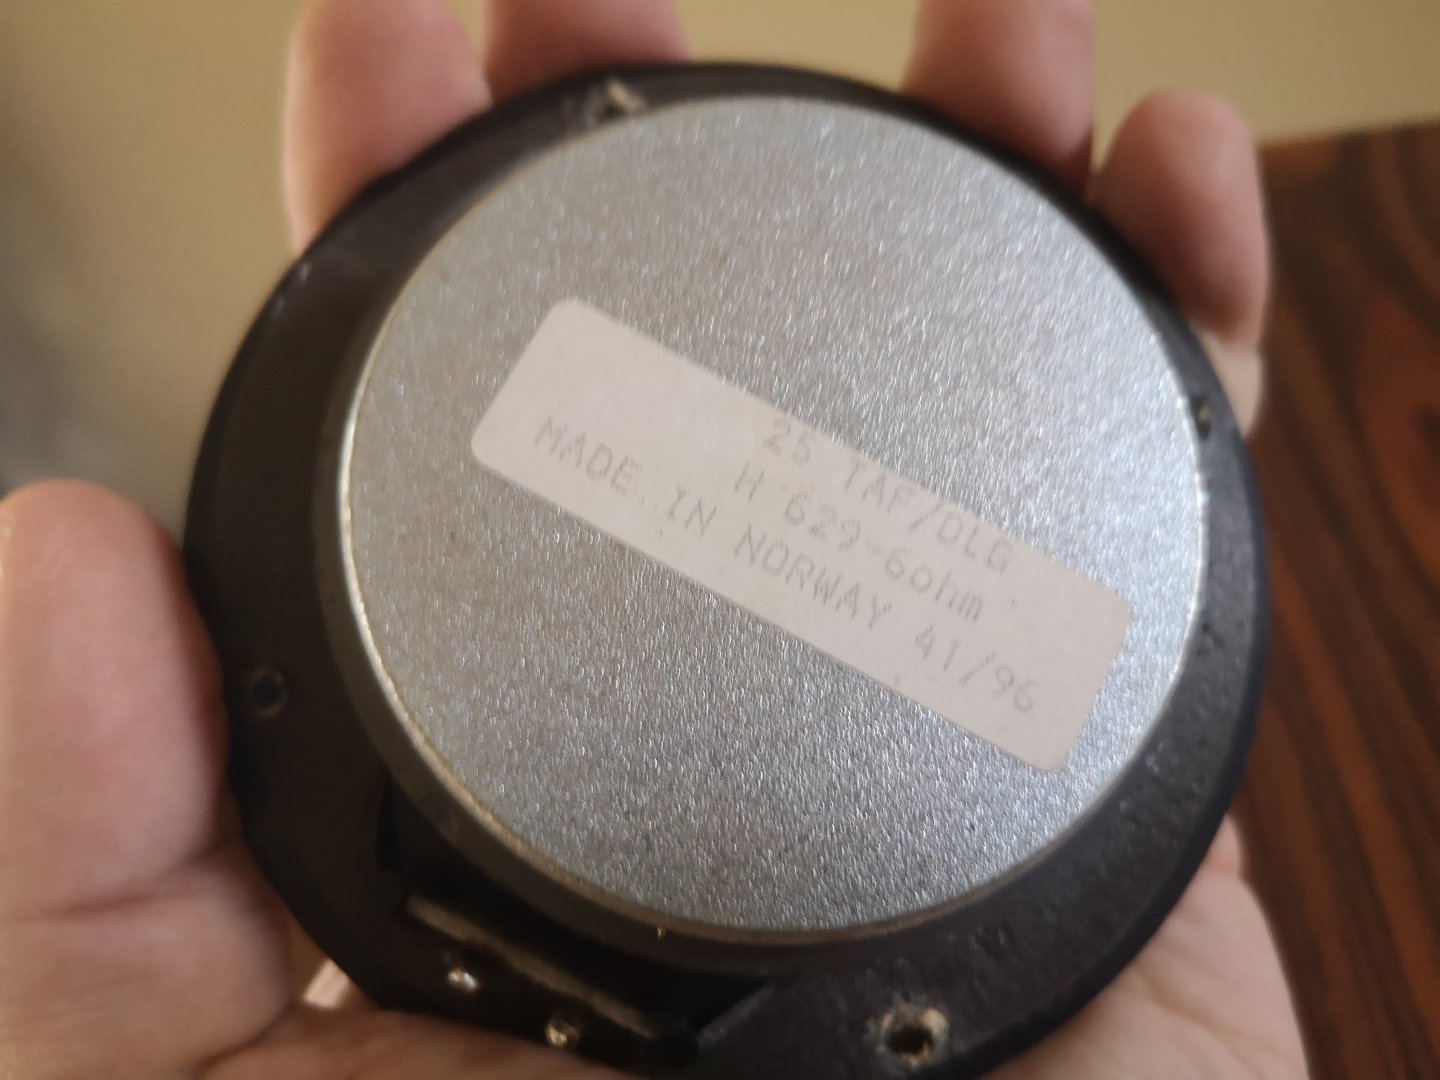 25 TAF/DLG
H 629-6ohm
MADE IN NORWAY 41/96